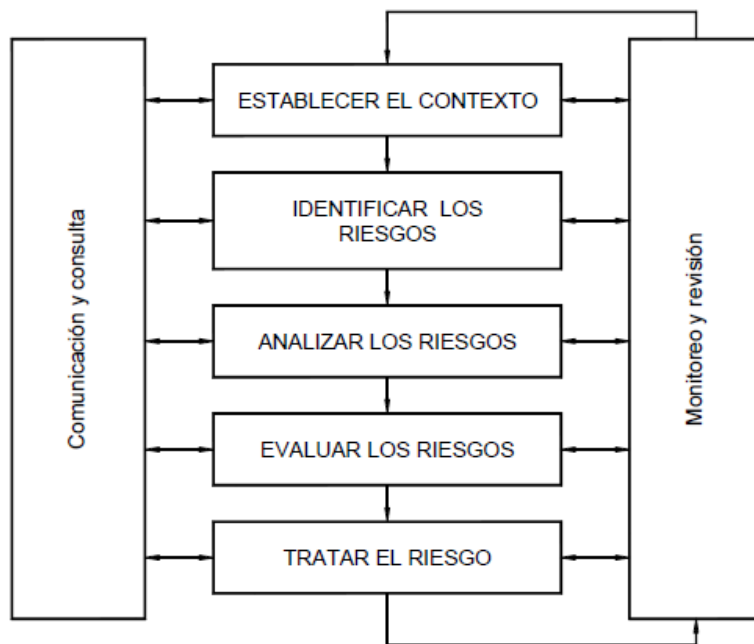 Comunicación y consulta
ESTABLECER EL CONTEXTO
IDENTIFICAR LOS
RIESGOS
ANALIZAR LOS RIESGOS
EVALUAR LOS RIESGOS
TRATAR EL RIESGO
Monitoreo y revisión